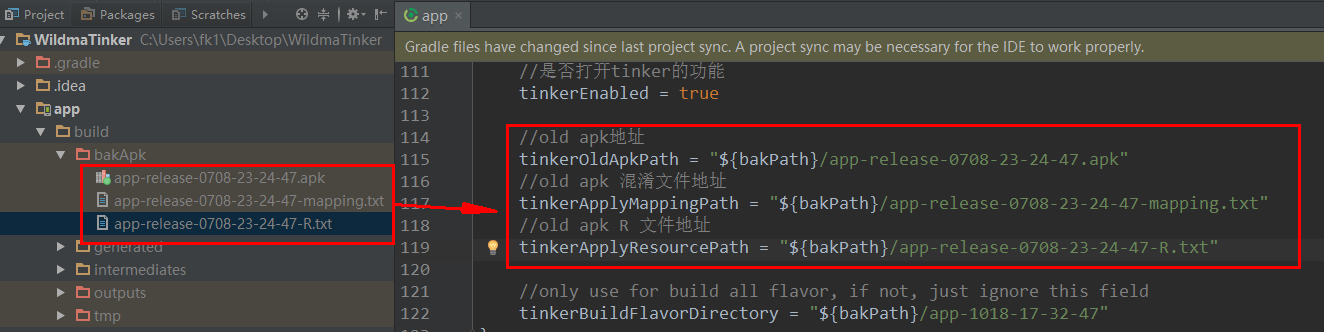 Project Packages Scratches
WildmaTinker C:\Users\fk1\Desktop\WildmaTinker
.gradle
.idea
app
build
bakApk
app-release-0708-23-24-47.apk
app-release-0708-23-24-47-mapping.txt
app-release-0708-23-24-47-R.txt
generated
intermediates
outputs
tmp
app
Gradle files have changed since last project sync. A project sync may be necessary for the IDE to work properly.
111 //是否打开tinker的功能
112 tinkerEnabled = true
113
114 //old apk地址
115 tinkerOldApkPath = "${bakPath}/app-release-0708-23-24-47.apk"
116 //old apk 混淆文件地址
117 tinkerApplyMappingPath = "${bakPath}/app-release-0708-23-24-47-mapping.txt"
118 //old apk R 文件地址
119 tinkerApplyResourcePath = "${bakPath}/app-release-0708-23-24-47-R.txt"
120
121 //only use for build all flavor, if not, just ignore this field
122 tinkerBuildFlavorDirectory = "${bakPath}/app-1018-17-32-47"